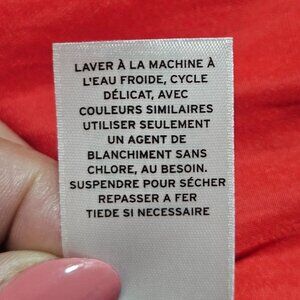 LAVER À LA MACHINE À
L'EAU FROIDE, CYCLE
DÉLICAT, AVEC
COULEURS SIMILAIRES
UTILISER SEULEMENT
UN AGENT DE
BLANCHIMENT SANS
CHLORE, AU BESOIN.
SUSPENDRE POUR SÉCHER
REPASSER A FER
TIEDE SI NECESSAIRE